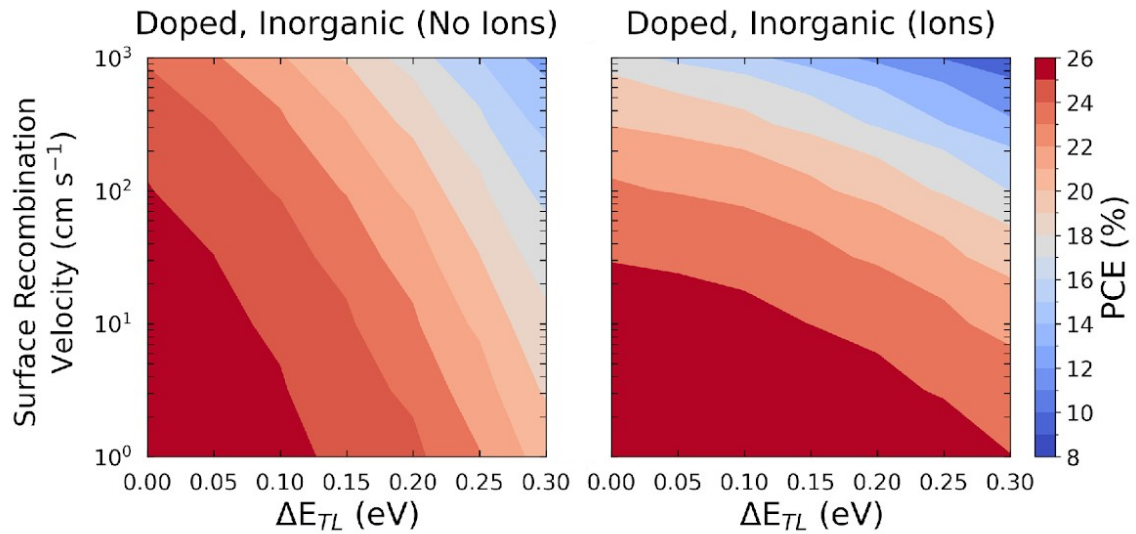 Doped, Inorganic (No Ions)
Doped, Inorganic (Ions)
Surface Recombination
Velocity (cm s⁻¹)
10³
10²
10¹
10⁰
0.00 0.05 0.10 0.15 0.20 0.25 0.30
ΔE_TL (eV)
0.00 0.05 0.10 0.15 0.20 0.25 0.30
ΔE_TL (eV)
26
24
22
20
18
16
14
12
10
8
PCE (%)